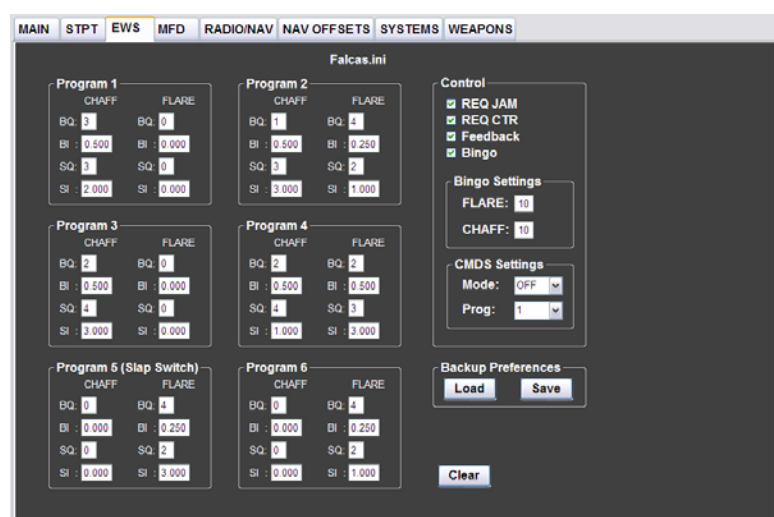 MAIN STPT EWS MFD RADIO/NAV NAV OFFSETS SYSTEMS WEAPONS
Falcas.ini
Program 1
CHAFF FLARE
BQ: 3 BQ: 0
BI : 0.500 BI : 0.000
SQ: 3 SQ: 0
SI : 2.000 SI : 0.000
Program 2
CHAFF FLARE
BQ: 1 BQ: 4
BI : 0.500 BI : 0.250
SQ: 3 SQ: 2
SI : 3.000 SI : 1.000
Control
REQ JAM
REQ CTR
Feedback
Bingo
Bingo Settings
FLARE: 10
CHAFF: 10
CMDS Settings
Mode: OFF
Prog: 1
Program 3
CHAFF FLARE
BQ: 2 BQ: 0
BI : 0.500 BI : 0.000
SQ: 4 SQ: 0
SI : 3.000 SI : 0.000
Program 4
CHAFF FLARE
BQ: 2 BQ: 2
BI : 0.500 BI : 0.500
SQ: 4 SQ: 3
SI : 1.000 SI : 3.000
Program 5 (Slap Switch)
CHAFF FLARE
BQ: 0 BQ: 4
BI : 0.000 BI : 0.250
SQ: 0 SQ: 2
SI : 0.000 SI : 3.000
Program 6
CHAFF FLARE
BQ: 0 BQ: 4
BI : 0.000 BI : 0.250
SQ: 0 SQ: 2
SI : 0.000 SI : 1.000
Backup Preferences
Load Save
Clear